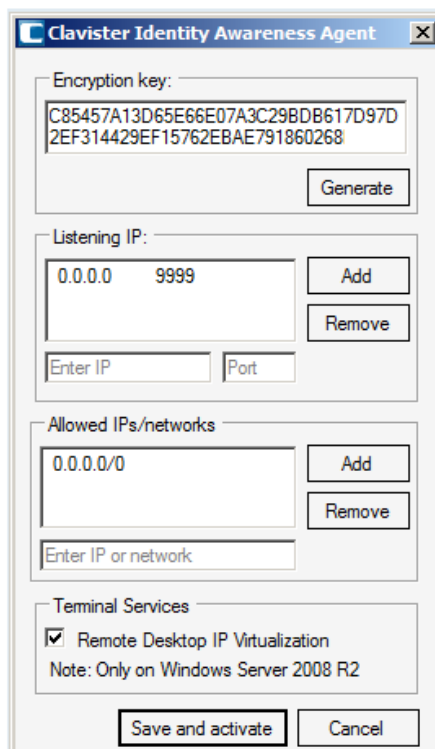 Clavister Identity Awareness Agent
Encryption key:
C85457A13D65E66E07A3C29BDB617D97D
2EF314429EF15762EBAE791860268
Generate
Listening IP:
0.0.0.0 9999
Add
Remove
Enter IP Port
Allowed IPs/networks
0.0.0.0/0
Add
Remove
Enter IP or network
Terminal Services
Remote Desktop IP Virtualization
Note: Only on Windows Server 2008 R2
Save and activate Cancel